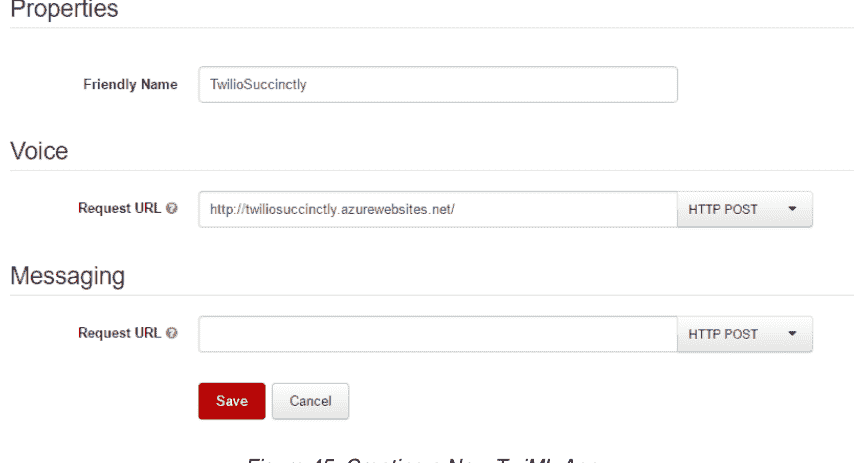 Properties
Friendly Name TwilioSuccinctly
Voice
Request URL http://twiliosuccinctly.azurewebsites.net/ HTTP POST
Messaging
Request URL HTTP POST
Save Cancel